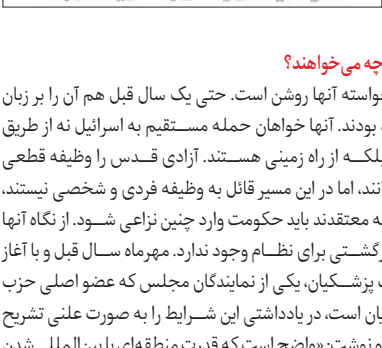 چه می‌خواهند؟
خواسته آنها روشن است. حتی یک سال قبل هم آن را بر زبان
بودند. آنها خواهان حمله مستقیم به اسرائیل نه از طریق
بلکه از راه زمینی هستند. آزادی قدس را وظیفه قطعی
انند، اما در این مسیر قائل به وظیفه فردی و شخصی نیستند،
ه معتقدند باید حکومت وارد چنین نزاعی شود. از نگاه آنها
زگشتی برای نظام وجود ندارد. مهرماه سال قبل و با آغاز
پزشکیان، یکی از نمایندگان مجلس که عضو اصلی حزب
یان است، در یادداشتی این شرایط را به صورت علنی تشریح
نوشت: «واضح است که قدرت منطقه‌ای با بین‌المللی شدن